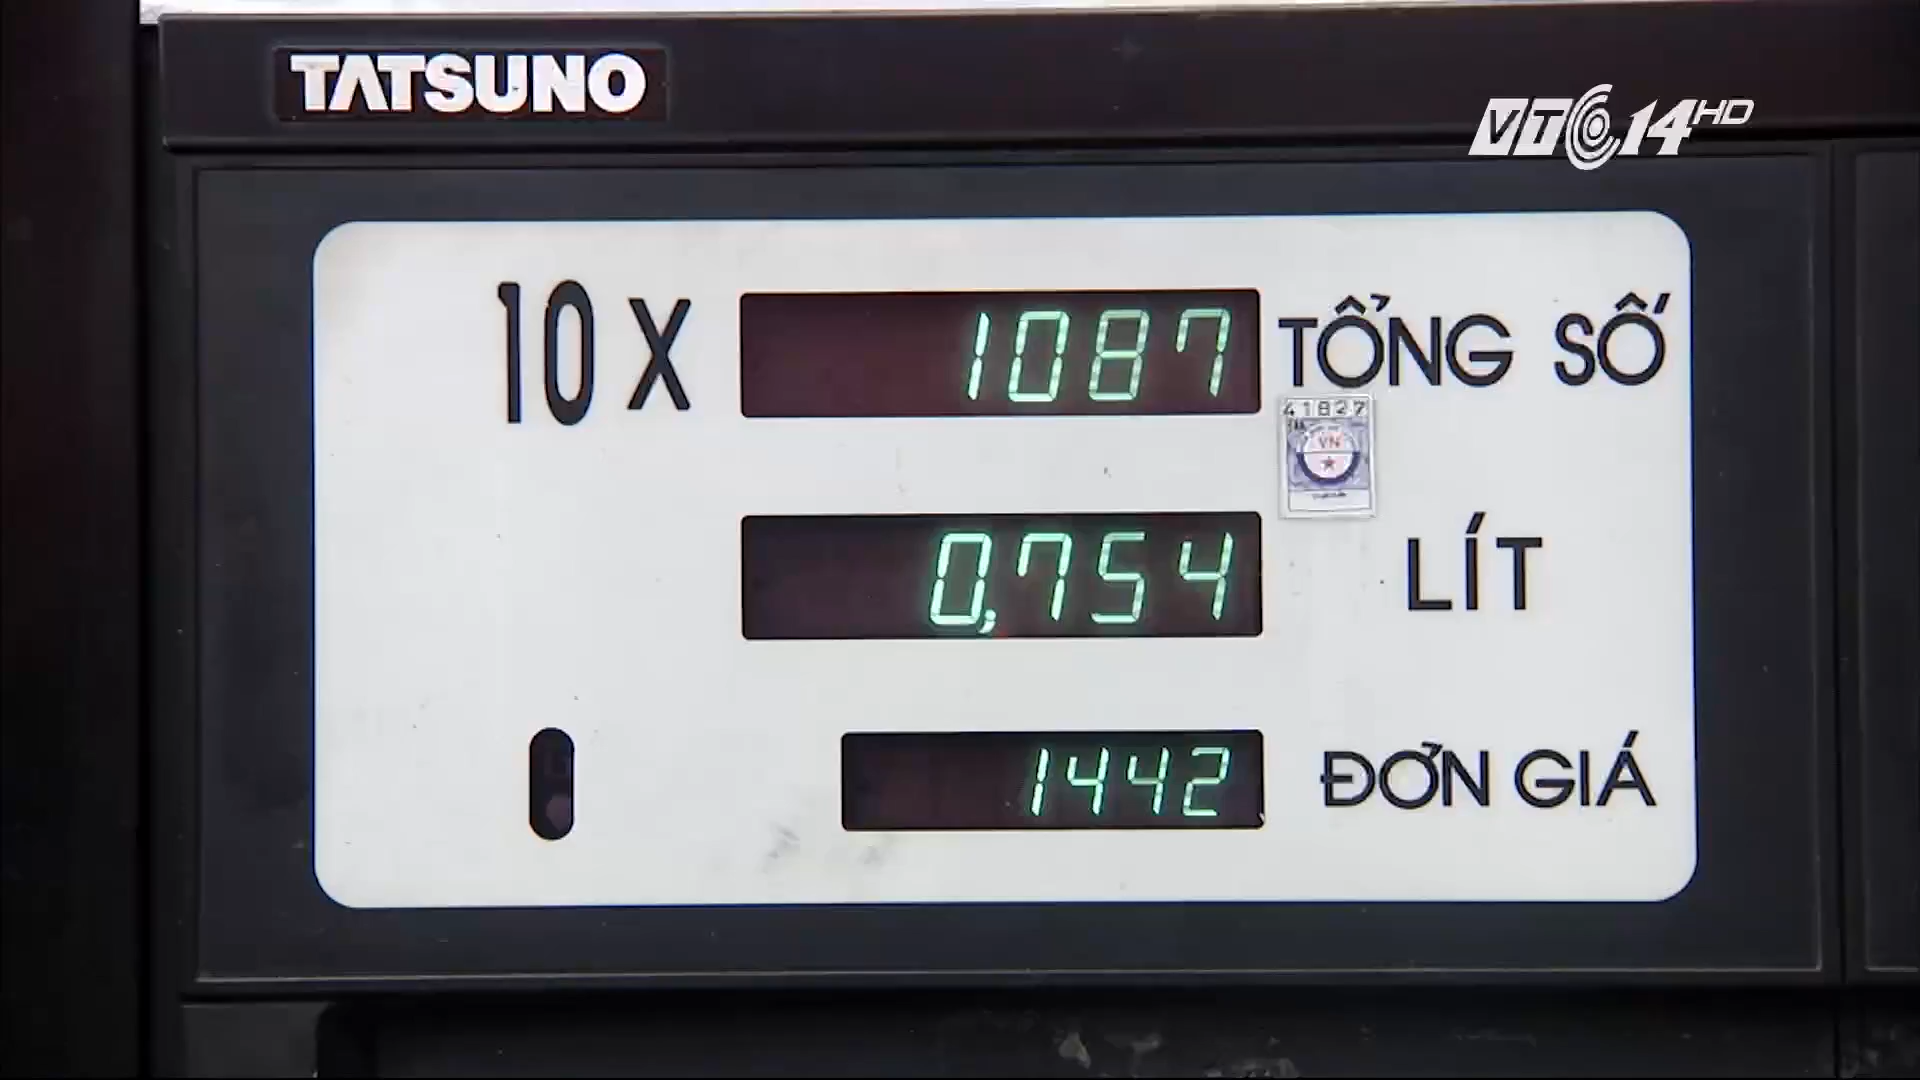 TATSUNO
VTC14HD
10 X 1087 TỔNG SỐ
41827
VN
0,754 LÍT
1442 ĐƠN GIÁ